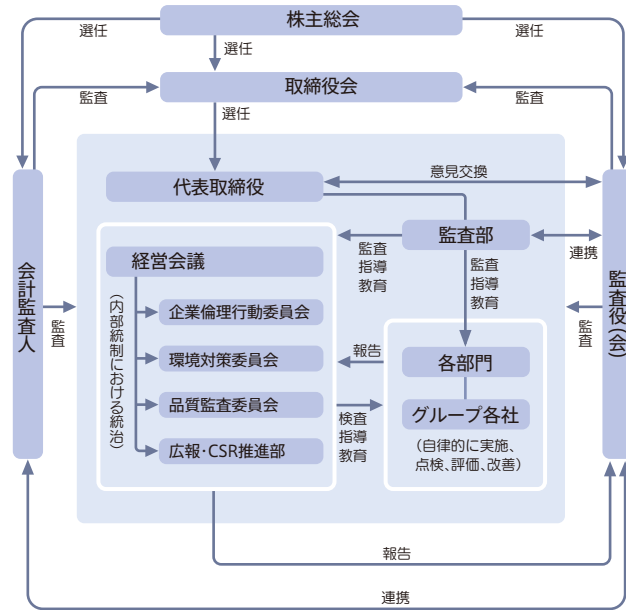 株主総会
選任
選任
選任
取締役会
監査
監査
選任
代表取締役
意見交換
監査部
連携
監査
指導
教育
監査
指導
教育
経営会議
(内部統制における統治)
企業倫理行動委員会
環境対策委員会
品質監査委員会
広報・CSR推進部
報告
検査
指導
教育
各部門
グループ各社
(自律的に実施、
点検、評価、改善)
会計監査人
監査
監査
監査役(会)
報告
連携